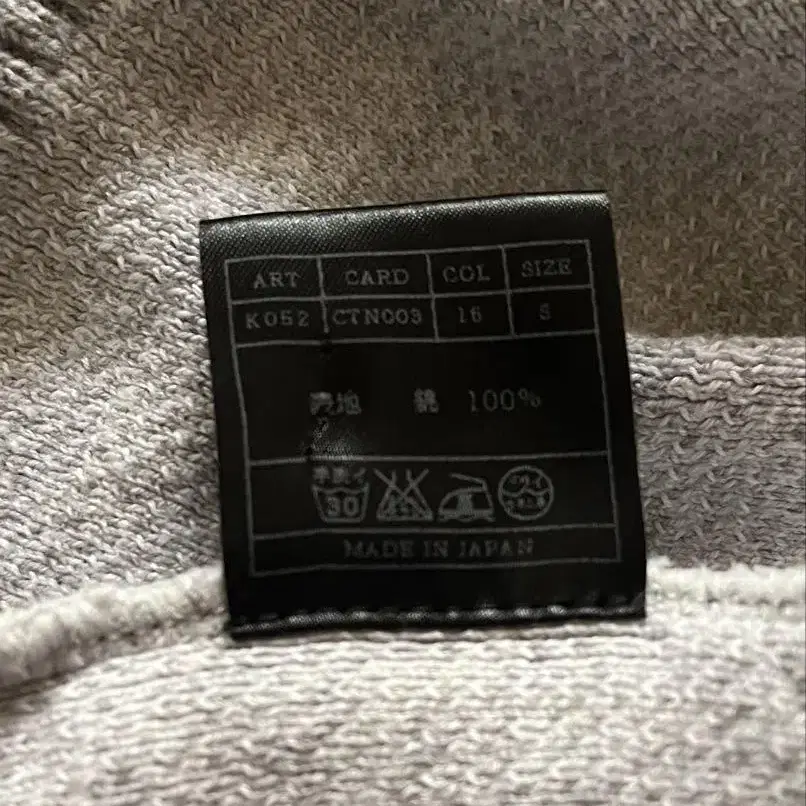 ART CARD COL SIZE
K052 CTN003 16 S
表地 綿 100%
手洗イ
30
MADE IN JAPAN